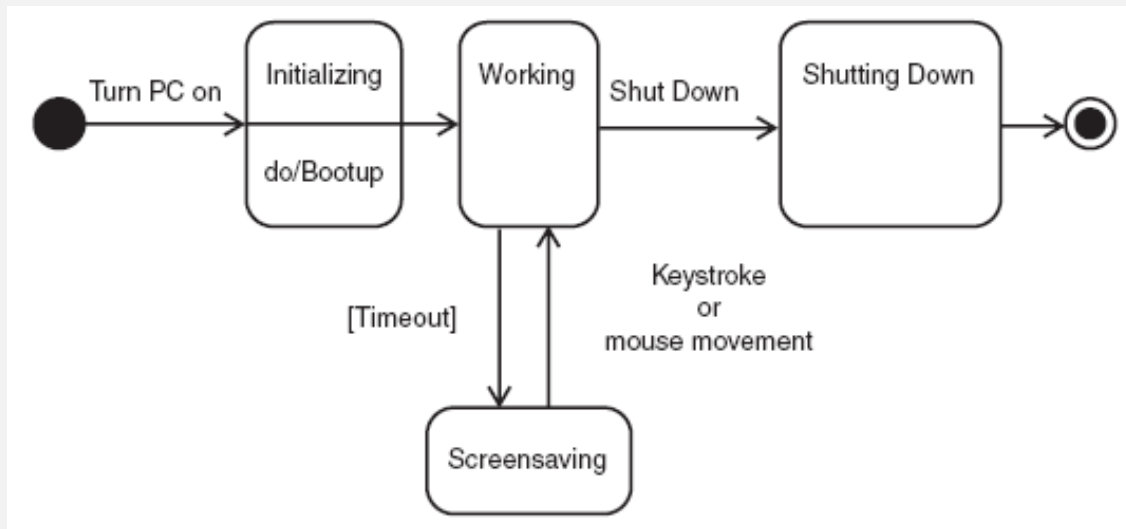 Turn PC on
Initializing
do/Bootup
Working
Shut Down
Shutting Down
[Timeout]
Keystroke
or
mouse movement
Screensaving